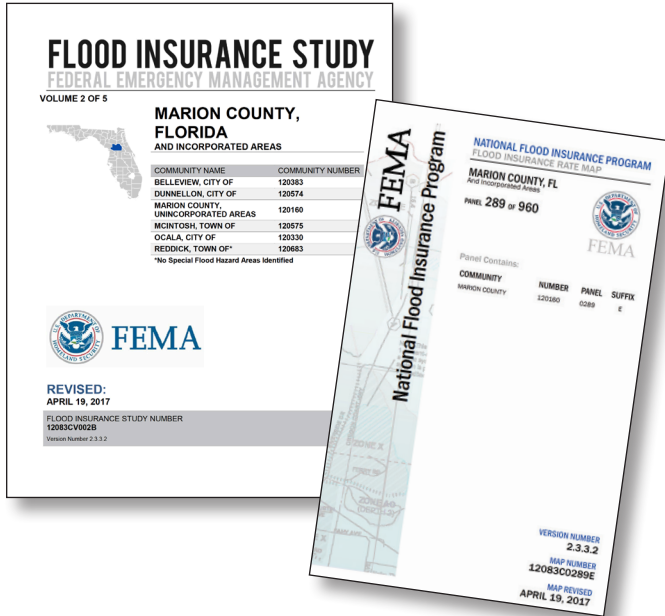 FLOOD INSURANCE STUDY
FEDERAL EMERGENCY MANAGEMENT AGENCY
VOLUME 2 OF 5
MARION COUNTY,
FLORIDA
AND INCORPORATED AREAS
COMMUNITY NAME COMMUNITY NUMBER
BELLEVIEW, CITY OF 120383
DUNNELLON, CITY OF 120574
MARION COUNTY,
UNINCORPORATED AREAS 120160
MCINTOSH, TOWN OF 120575
OCALA, CITY OF 120330
REDDICK, TOWN OF* 120683
*No Special Flood Hazard Areas Identified
U.S. DEPARTMENT OF
HOMELAND SECURITY
FEMA
REVISED:
APRIL 19, 2017
FLOOD INSURANCE STUDY NUMBER
12083CV002B
Version Number 2.3.3.2
FEMA
National Flood Insurance Program
ZONE X
NATIONAL FLOOD INSURANCE PROGRAM
FLOOD INSURANCE RATE MAP
MARION COUNTY, FL
And Incorporated Areas
PANEL 289 OF 960
FEMA
Panel Contains:
COMMUNITY NUMBER PANEL SUFFIX
MARION COUNTY 120160 0289 E
VERSION NUMBER
2.3.3.2
MAP NUMBER
12083C0289E
MAP REVISED
APRIL 19, 2017